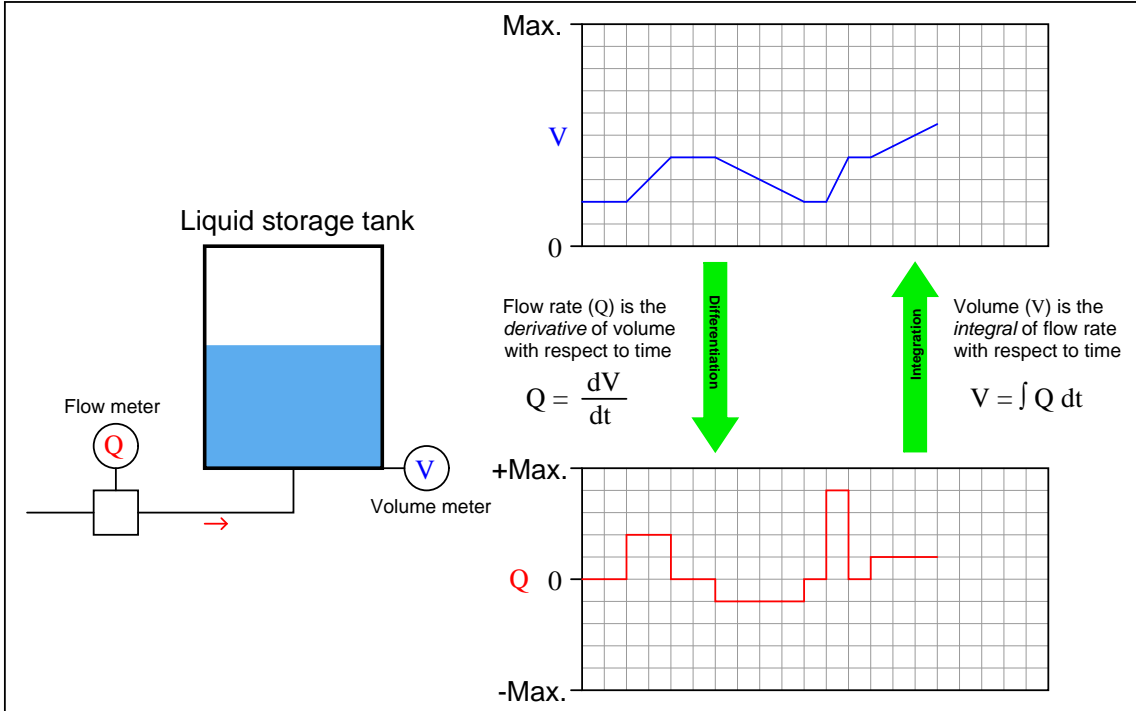 Max.
V
0
Liquid storage tank
Flow meter
Q
V
Volume meter
Flow rate (Q) is the
derivative of volume
with respect to time
Q = dV
dt
Differentiation
Integration
Volume (V) is the
integral of flow rate
with respect to time
V = ∫ Q dt
+Max.
Q 0
-Max.